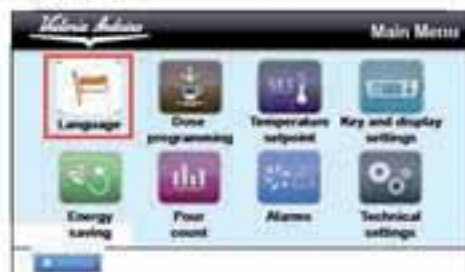 Victoria Arduino
Main Menu
Language
Dose
programming
Temperature
setpoint
Key and display
settings
Energy
saving
Pour
count
Alarms
Technical
settings